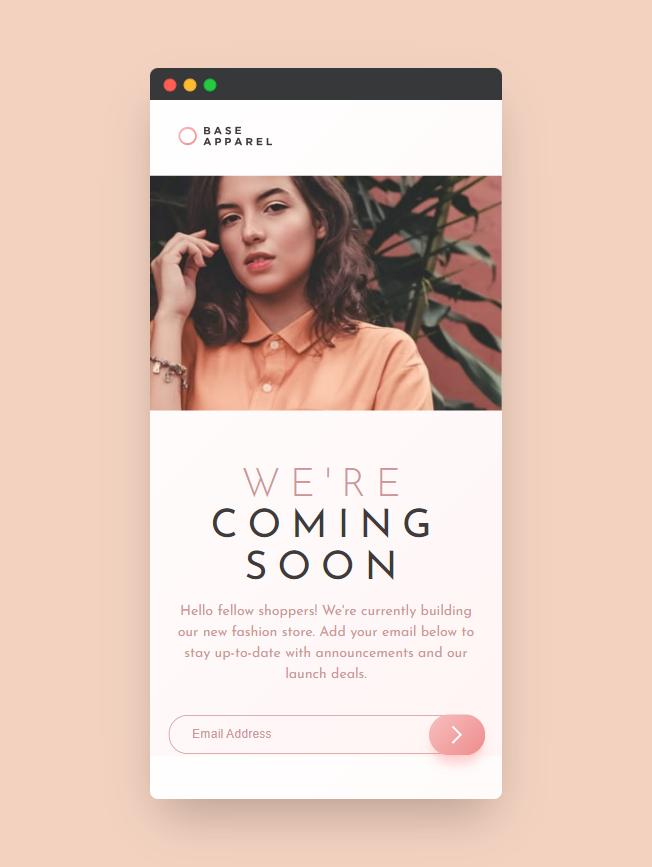 BASE
APPAREL
WE'RE
COMING
SOON
Hello fellow shoppers! We're currently building
our new fashion store. Add your email below to
stay up-to-date with announcements and our
launch deals.
Email Address